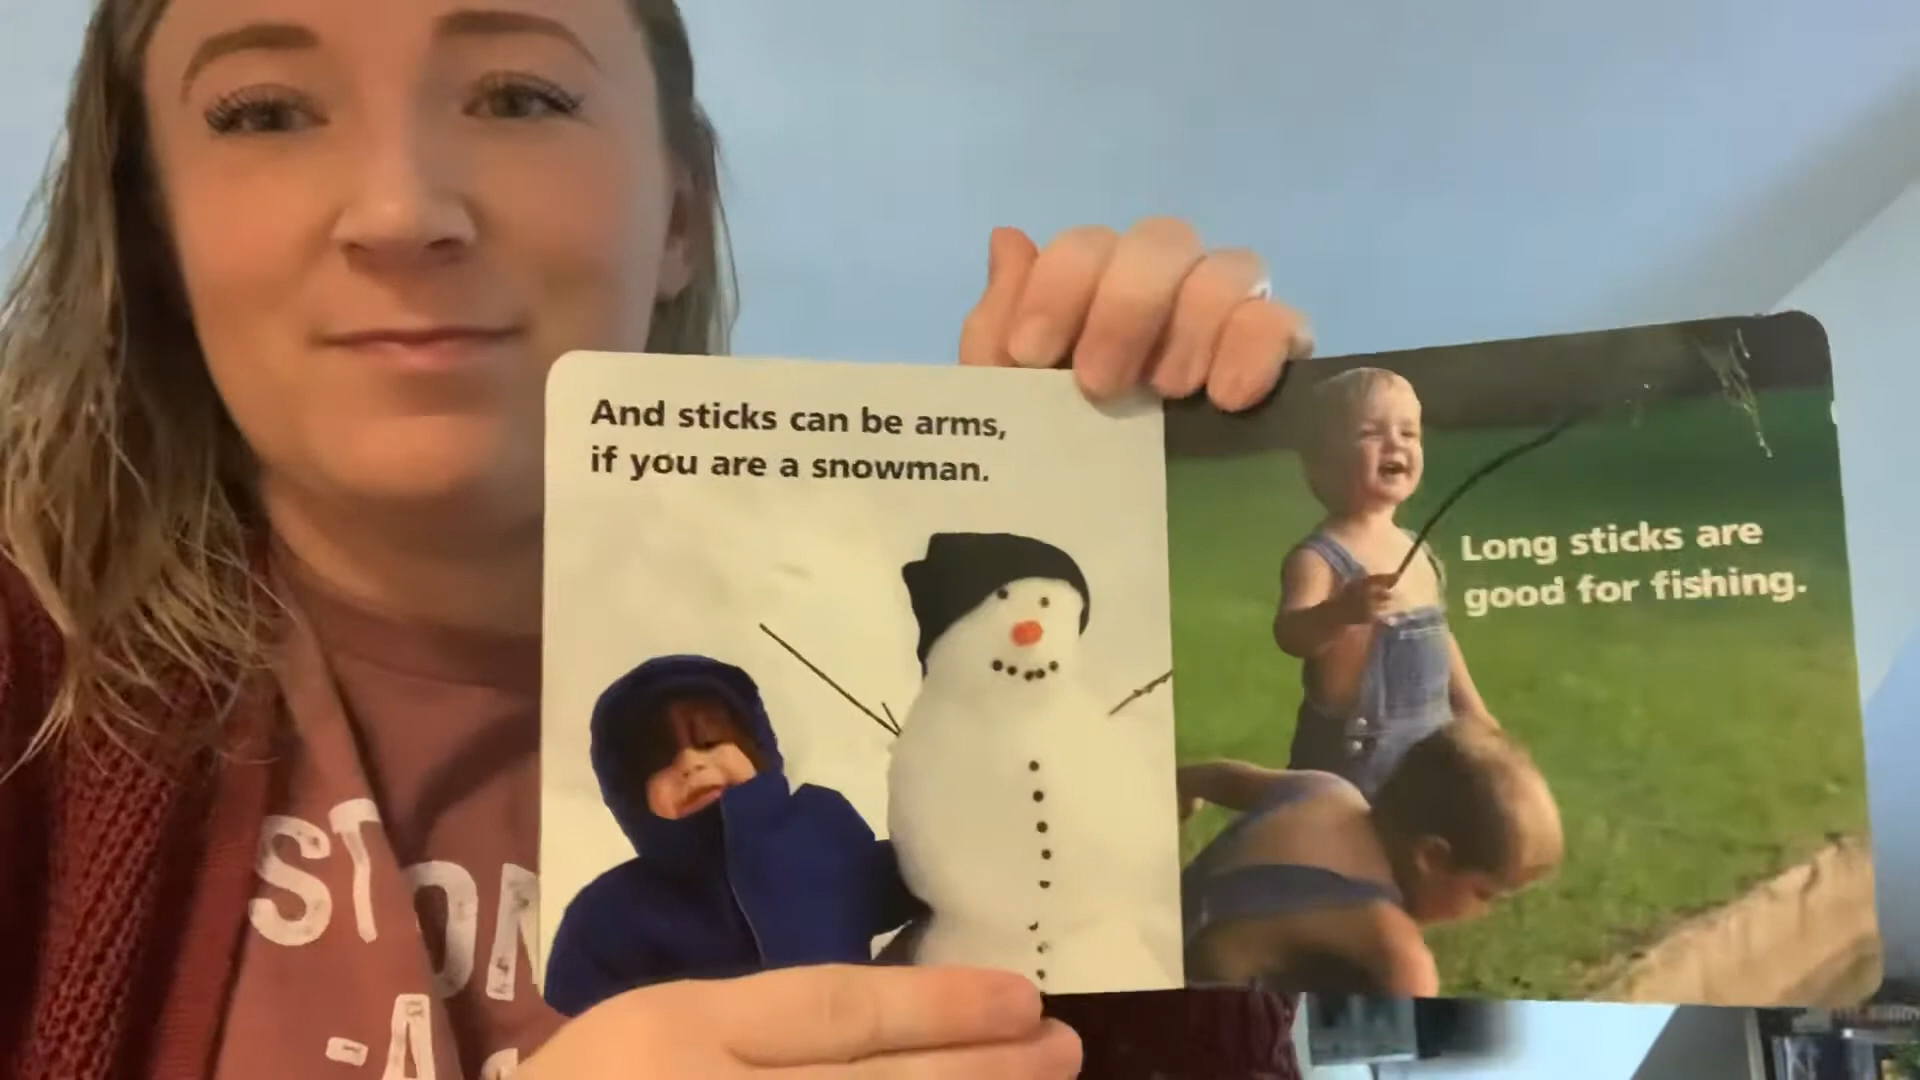 And sticks can be arms,
if you are a snowman.
Long sticks are
good for fishing.